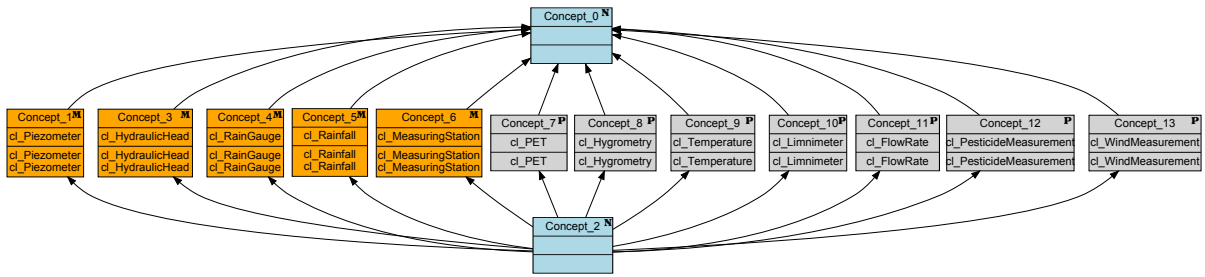 Concept_0 N
Concept_1 M
cl_Piezometer
cl_Piezometer
cl_Piezometer
Concept_3 M
cl_HydraulicHead
cl_HydraulicHead
cl_HydraulicHead
Concept_4 M
cl_RainGauge
cl_RainGauge
cl_RainGauge
Concept_5 M
cl_Rainfall
cl_Rainfall
cl_Rainfall
Concept_6 M
cl_MeasuringStation
cl_MeasuringStation
cl_MeasuringStation
Concept_7 P
cl_PET
cl_PET
Concept_8 P
cl_Hygrometry
cl_Hygrometry
Concept_9 P
cl_Temperature
cl_Temperature
Concept_10 P
cl_Limnimeter
cl_Limnimeter
Concept_11 P
cl_FlowRate
cl_FlowRate
Concept_12 P
cl_PesticideMeasurement
cl_PesticideMeasurement
Concept_13 P
cl_WindMeasurement
cl_WindMeasurement
Concept_2 N